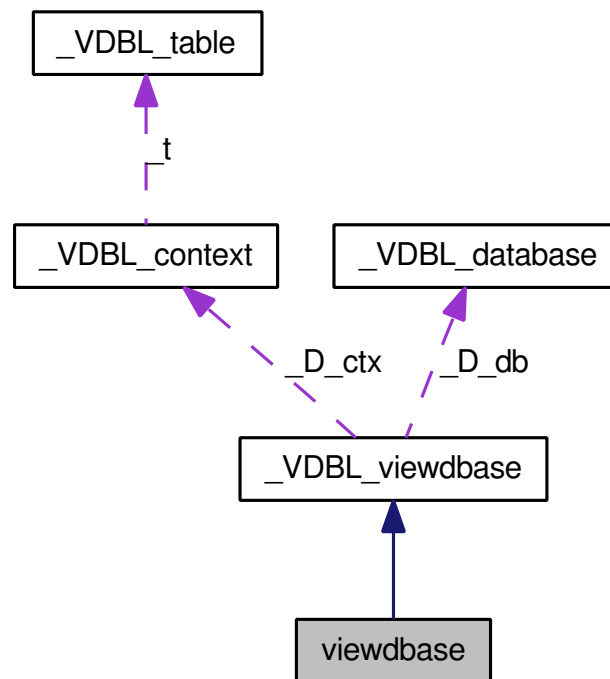 _VDBL_table
_t
_VDBL_context
_VDBL_database
_D_ctx
_D_db
_VDBL_viewdbase
viewdbase